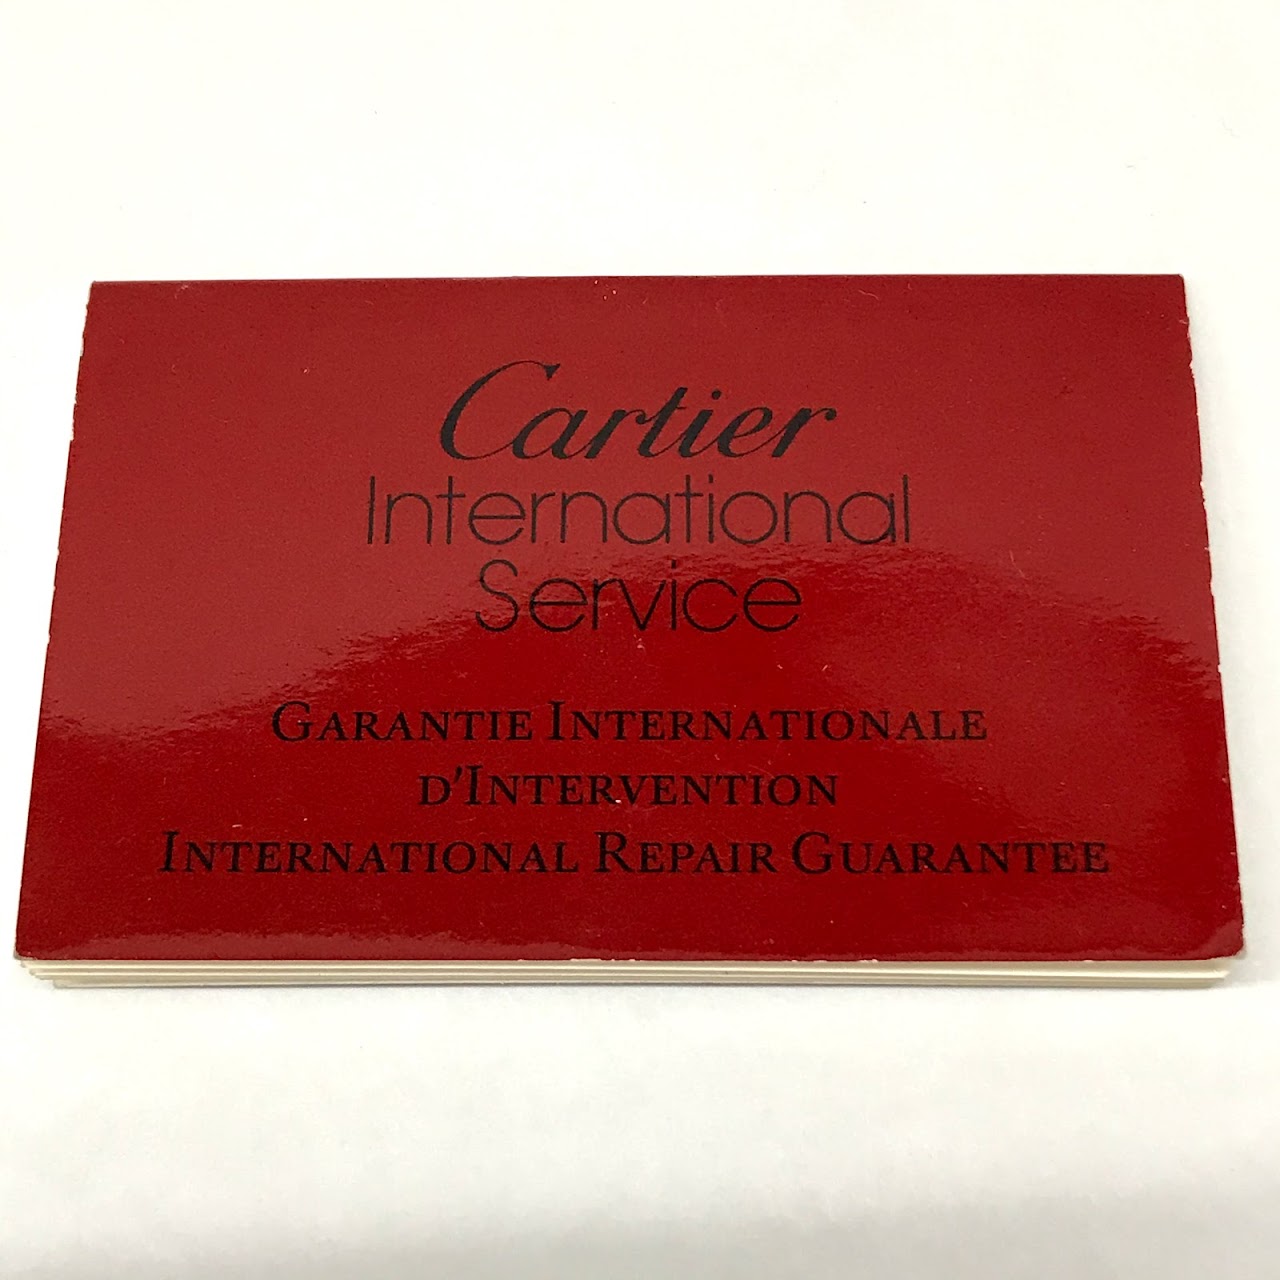 Cartier
International
Service
GARANTIE INTERNATIONALE
D'INTERVENTION
INTERNATIONAL REPAIR GUARANTEE